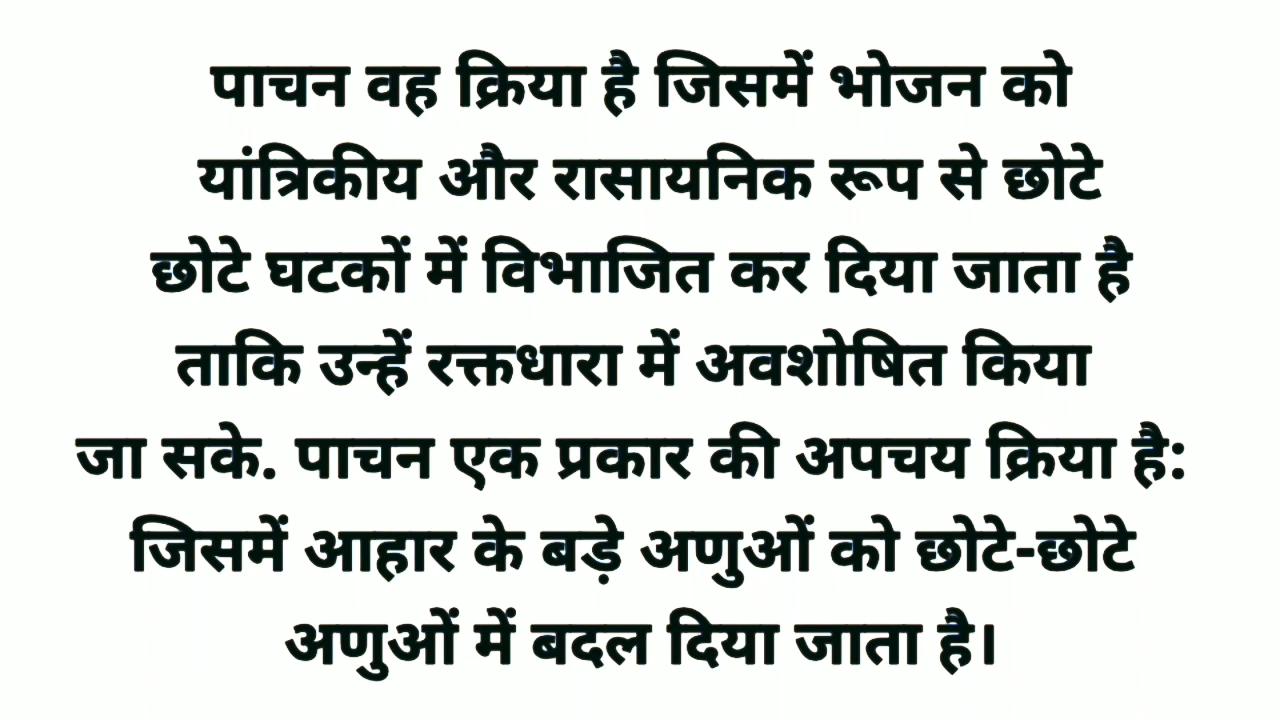 पाचन वह क्रिया है जिसमें भोजन को
यांत्रिकीय और रासायनिक रूप से छोटे
छोटे घटकों में विभाजित कर दिया जाता है
ताकि उन्हें रक्तधारा में अवशोषित किया
जा सके. पाचन एक प्रकार की अपचय क्रिया है:
जिसमें आहार के बड़े अणुओं को छोटे-छोटे
अणुओं में बदल दिया जाता है।